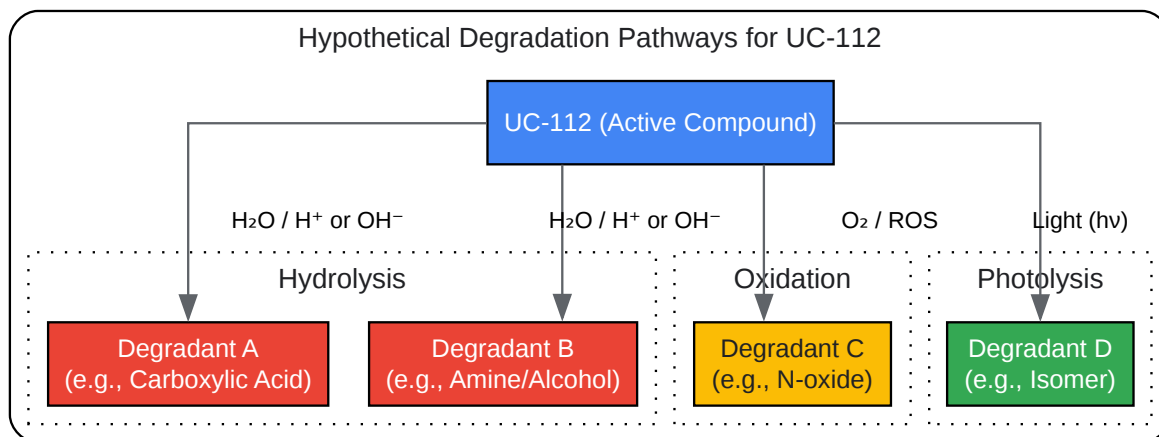 Hypothetical Degradation Pathways for UC-112
UC-112 (Active Compound)
H₂O / H⁺ or OH⁻
H₂O / H⁺ or OH⁻
O₂ / ROS
Light (hν)
Hydrolysis
Oxidation
Photolysis
Degradant A
(e.g., Carboxylic Acid)
Degradant B
(e.g., Amine/Alcohol)
Degradant C
(e.g., N-oxide)
Degradant D
(e.g., Isomer)